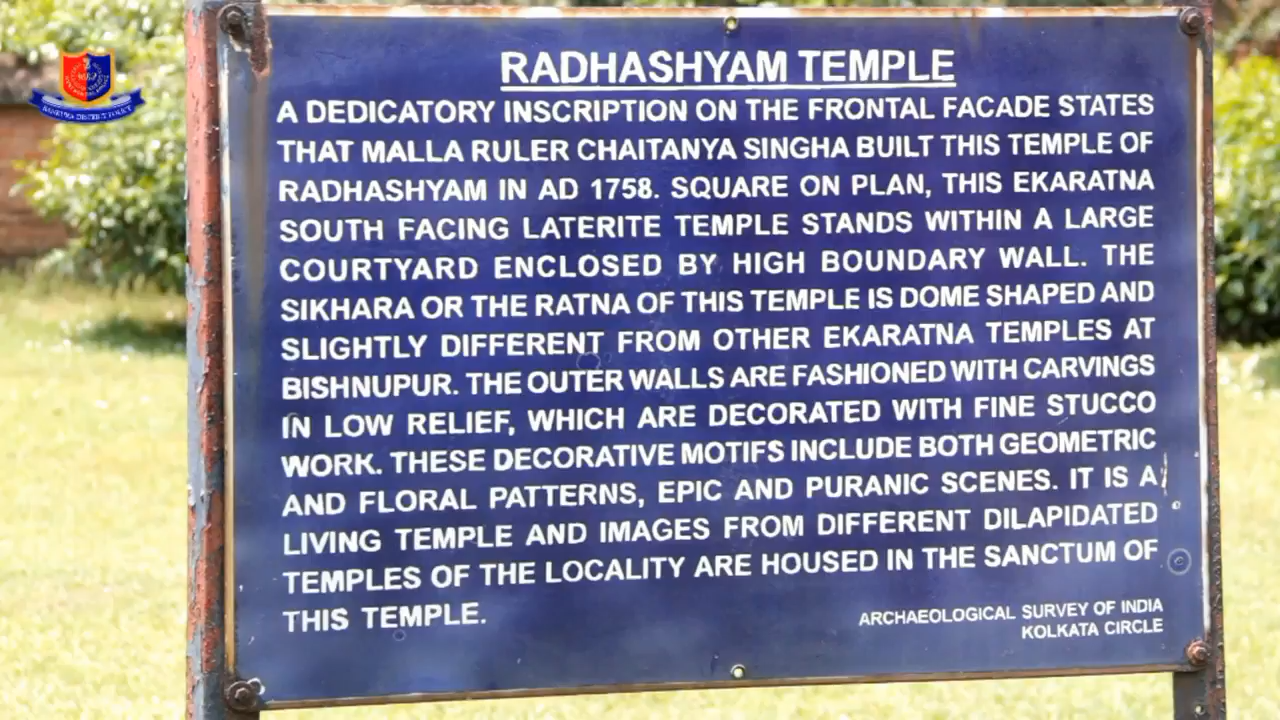 RADHASHYAM TEMPLE
A DEDICATORY INSCRIPTION ON THE FRONTAL FACADE STATES
THAT MALLA RULER CHAITANYA SINGHA BUILT THIS TEMPLE OF
RADHASHYAM IN AD 1758. SQUARE ON PLAN, THIS EKARATNA
SOUTH FACING LATERITE TEMPLE STANDS WITHIN A LARGE
COURTYARD ENCLOSED BY HIGH BOUNDARY WALL. THE
SIKHARA OR THE RATNA OF THIS TEMPLE IS DOME SHAPED AND
SLIGHTLY DIFFERENT FROM OTHER EKARATNA TEMPLES AT
BISHNUPUR. THE OUTER WALLS ARE FASHIONED WITH CARVINGS
IN LOW RELIEF, WHICH ARE DECORATED WITH FINE STUCCO
WORK. THESE DECORATIVE MOTIFS INCLUDE BOTH GEOMETRIC
AND FLORAL PATTERNS, EPIC AND PURANIC SCENES. IT IS A
LIVING TEMPLE AND IMAGES FROM DIFFERENT DILAPIDATED
TEMPLES OF THE LOCALITY ARE HOUSED IN THE SANCTUM OF
THIS TEMPLE.
ARCHAEOLOGICAL SURVEY OF INDIA
KOLKATA CIRCLE
BANKURA DISTRICT POLICE